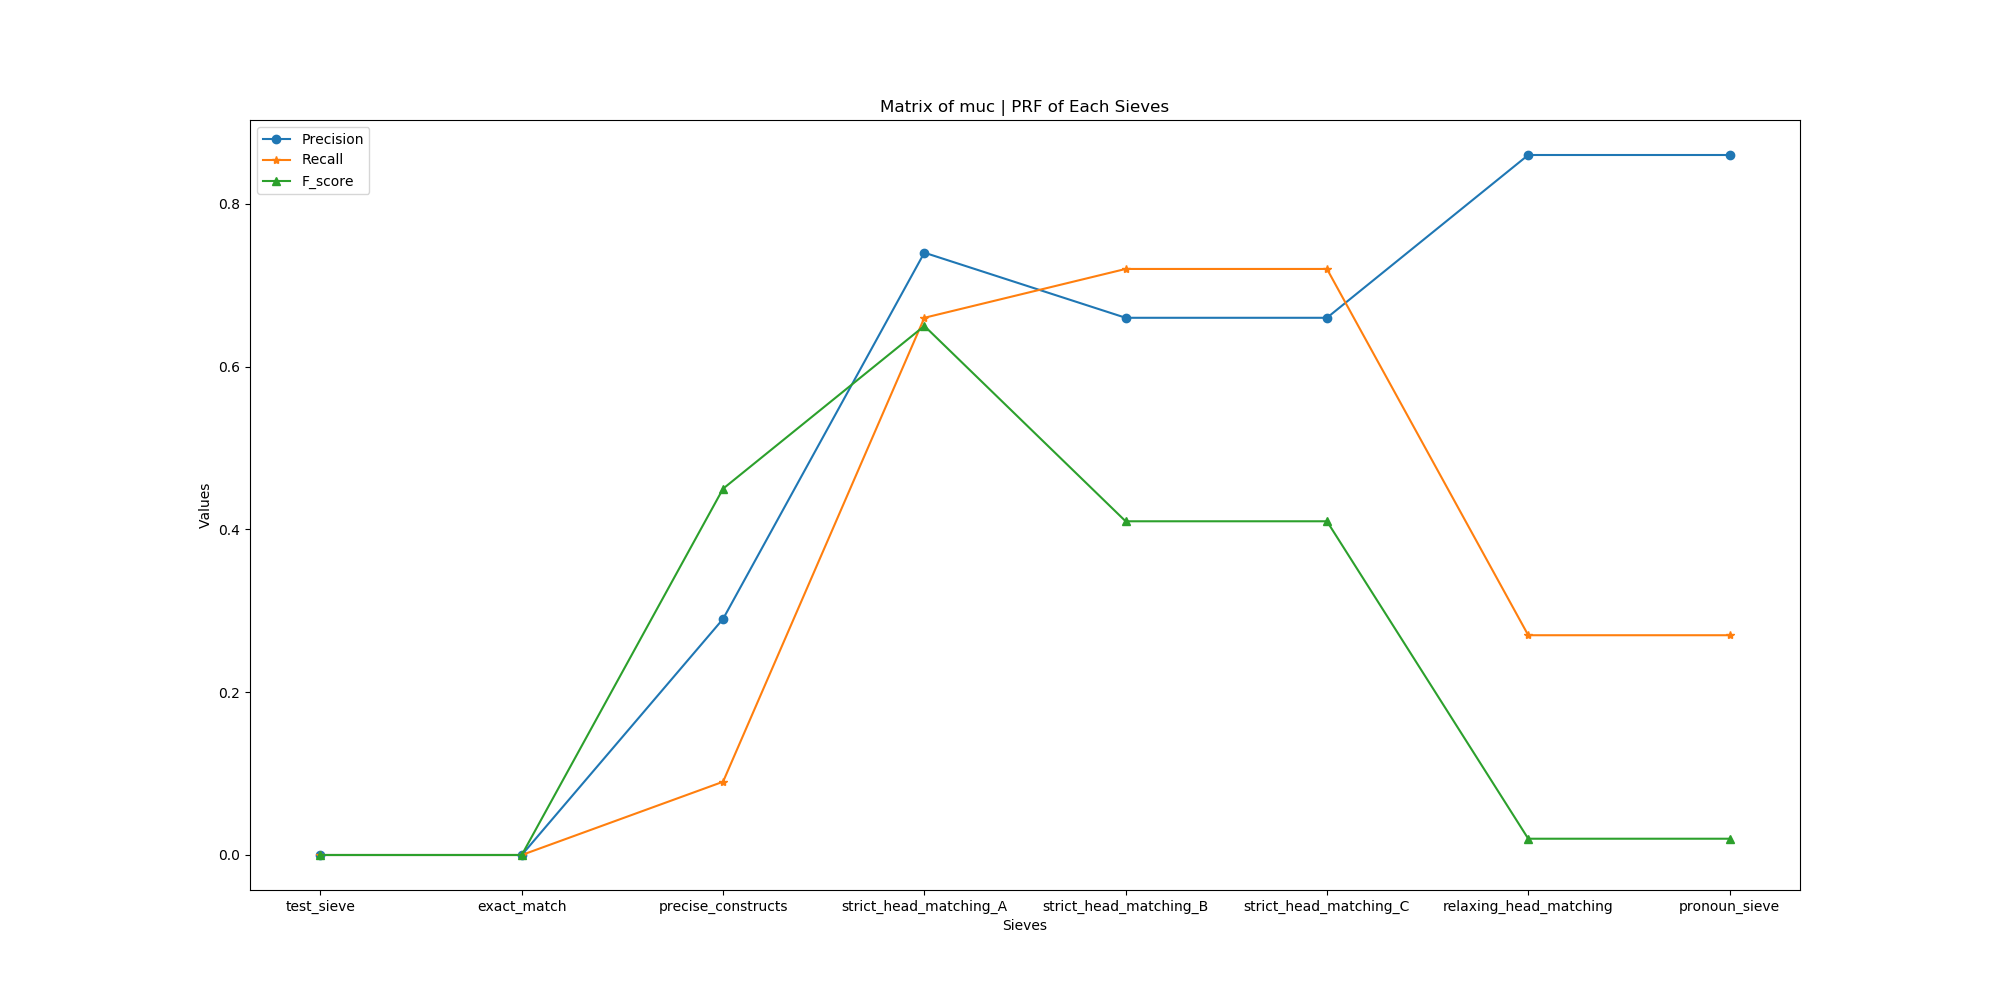 Matrix of muc | PRF of Each Sieves
Precision
Recall
F_score
0.8
0.6
0.4
0.2
0.0
Values
test_sieve exact_match precise_constructs strict_head_matching_A strict_head_matching_B strict_head_matching_C relaxing_head_matching pronoun_sieve
Sieves